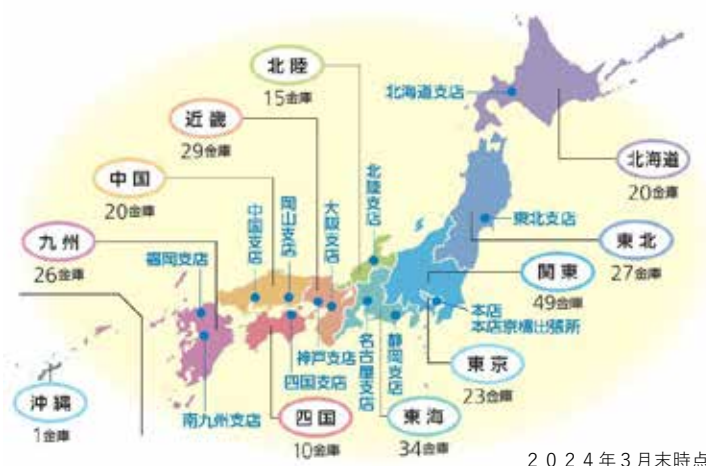 北陸
15金庫
近畿
29金庫
中国
20金庫
九州
26金庫
沖縄
1金庫
四国
10金庫
東海
34金庫
東京
23金庫
関東
49金庫
東北
27金庫
北海道
20金庫
北海道支店
東北支店
本店
本店京橋出張所
静岡支店
名古屋支店
北陸支店
大阪支店
神戸支店
岡山支店
四国支店
中国支店
福岡支店
南九州支店
2024年3月末時点